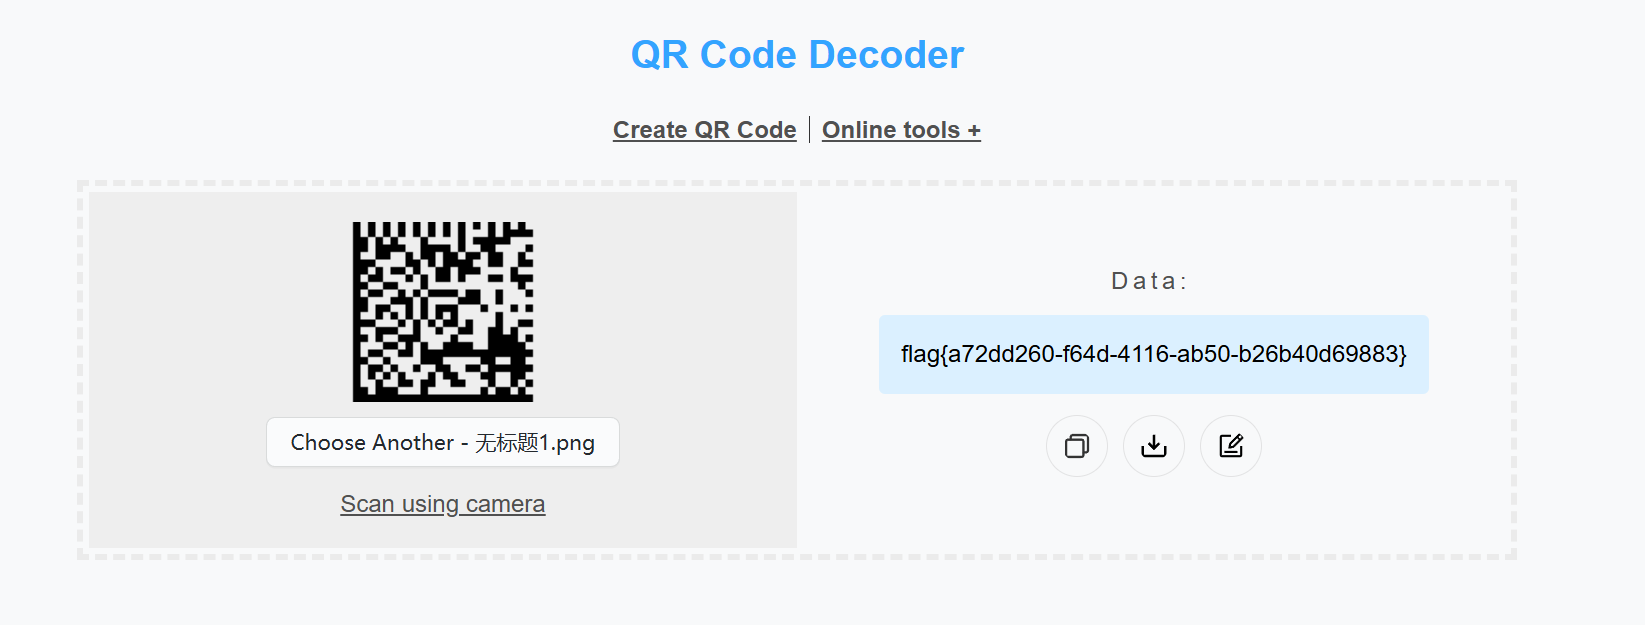 QR Code Decoder
Create QR Code
Online tools +
Data:
flag{a72dd260-f64d-4116-ab50-b26b40d69883}
Choose Another - 无标题1.png
Scan using camera